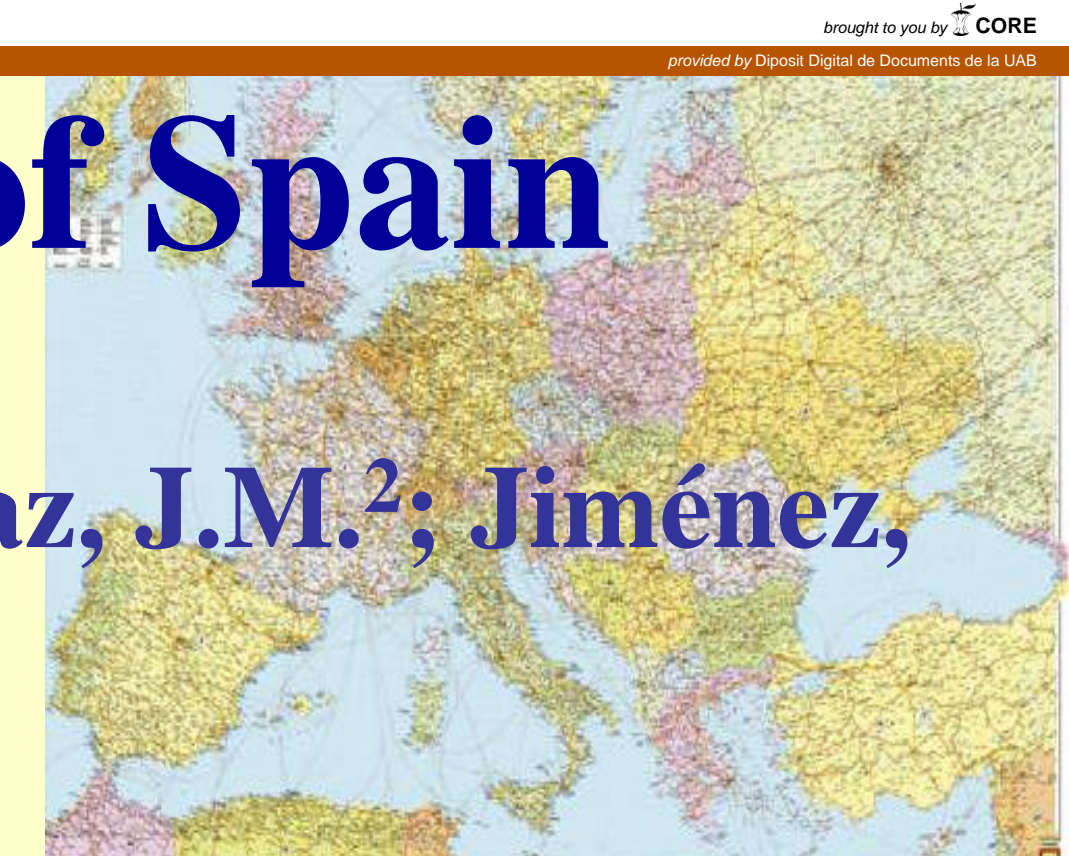 brought to you by CORE
provided by Diposit Digital de Documents de la UAB
of Spain
az, J.M.²; Jiménez,